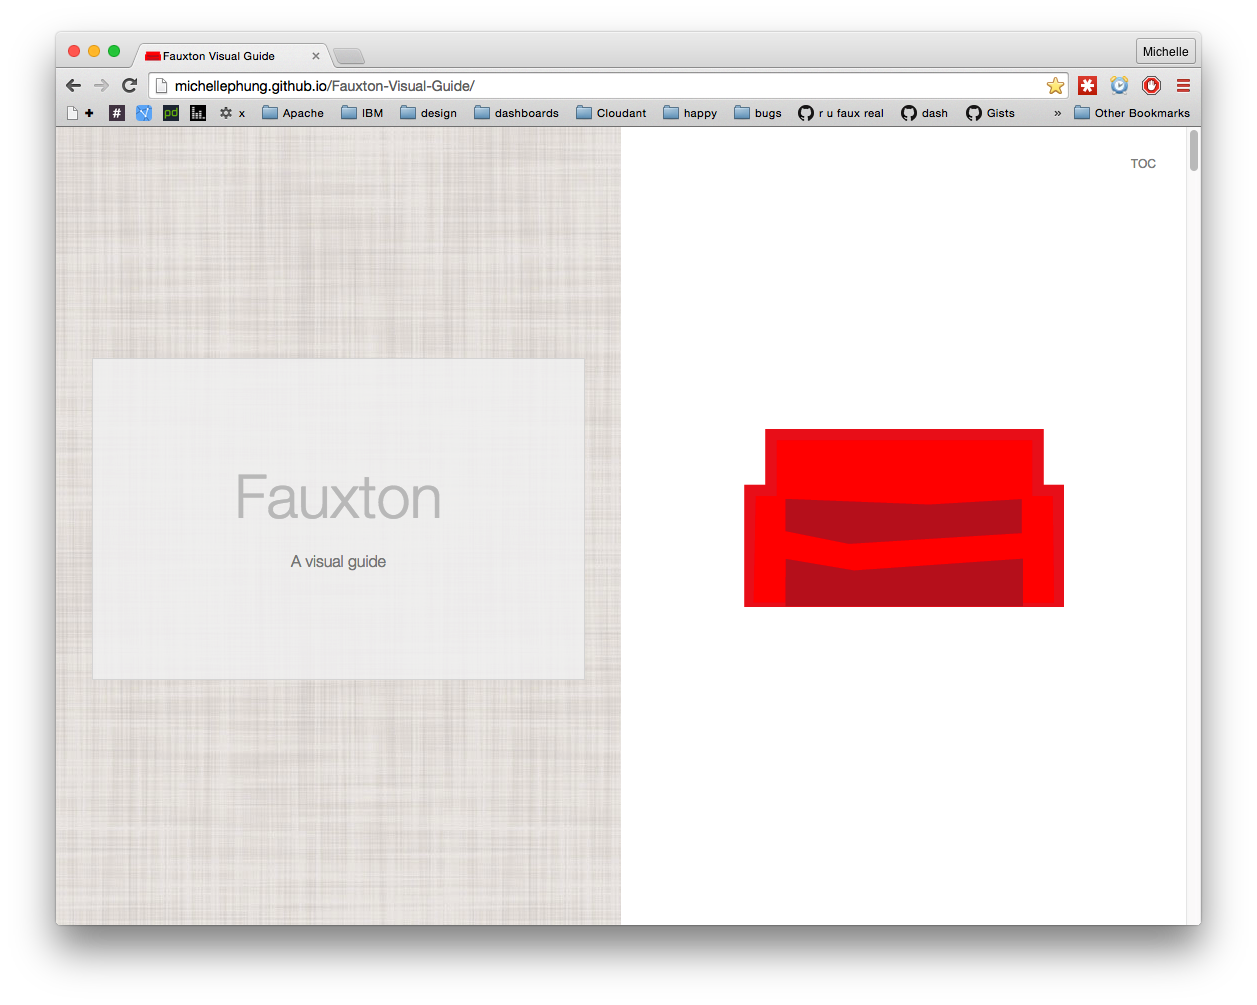 Fauxton Visual Guide
Michelle
michellephung.github.io/Fauxton-Visual-Guide/
+ # pd x Apache IBM design dashboards Cloudant happy bugs r u faux real dash Gists » Other Bookmarks
TOC
Fauxton
A visual guide